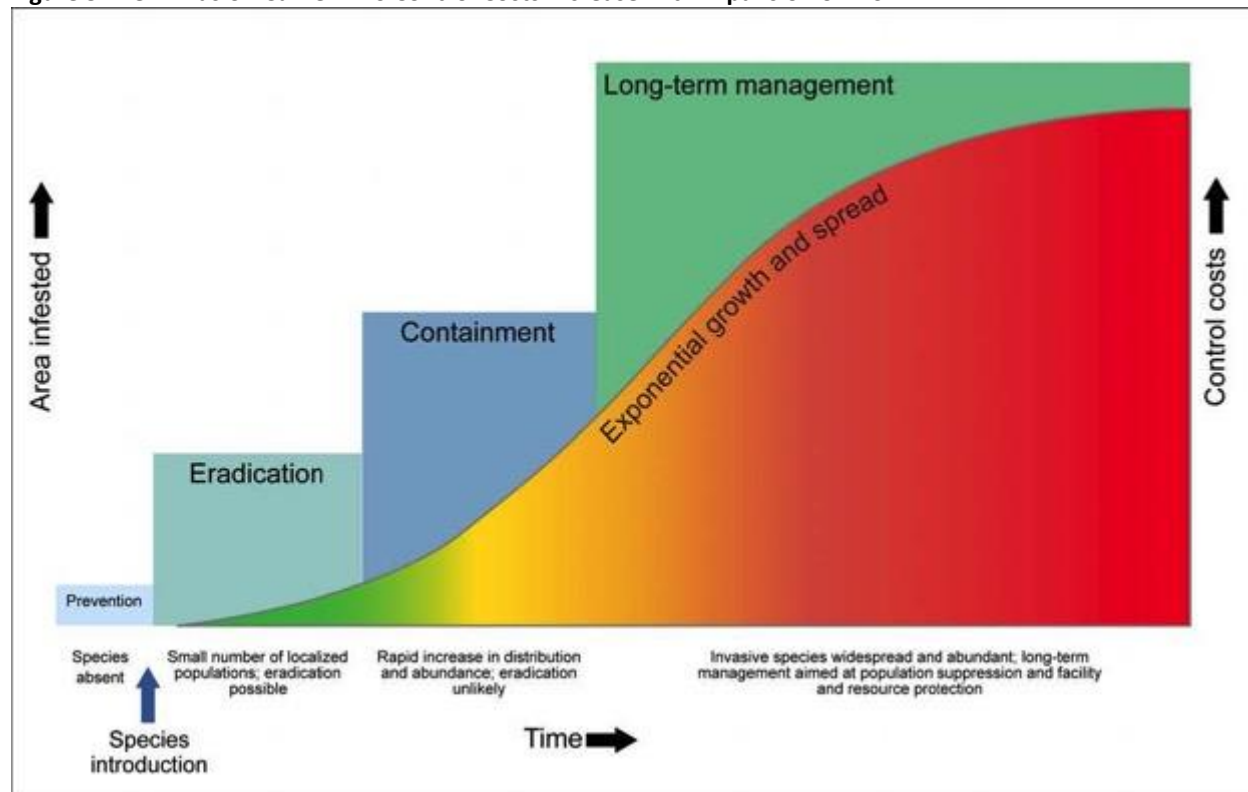 Long-term management
Exponential growth and spread
Containment
Eradication
Prevention
Area infested
Control costs
Species
absent
Small number of localized
populations; eradication
possible
Rapid increase in distribution
and abundance; eradication
unlikely
Invasive species widespread and abundant; long-term
management aimed at population suppression and facility
and resource protection
Species
introduction
Time